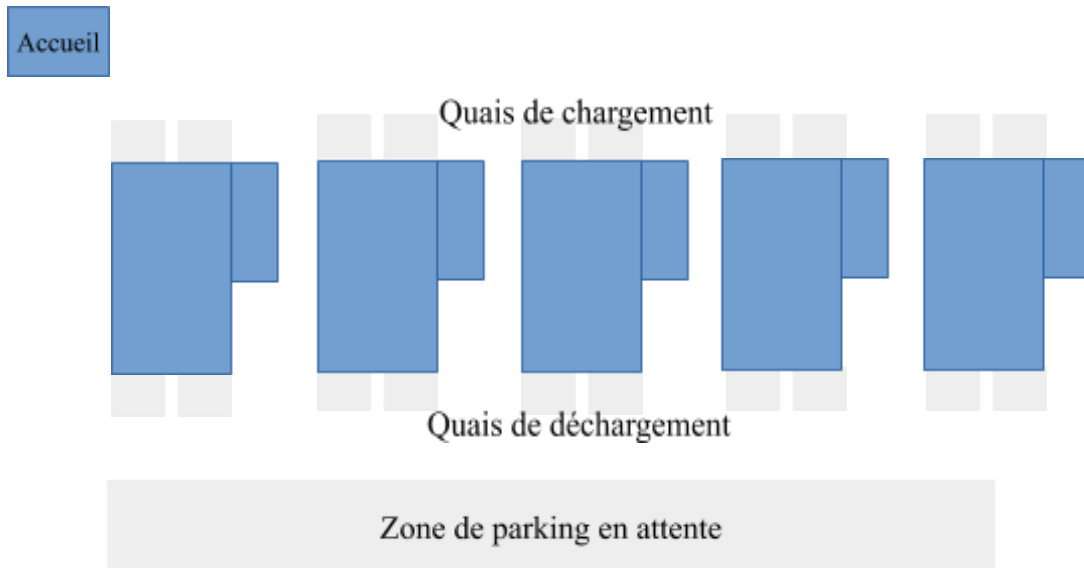 Accueil
Quais de chargement
Quais de déchargement
Zone de parking en attente